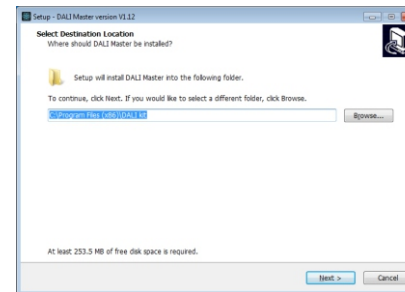 Setup - DALI Master version V1.12
Select Destination Location
Where should DALI Master be installed?
Setup will install DALI Master into the following folder.
To continue, click Next. If you would like to select a different folder, click Browse.
C:\Program Files (x86)\DALI kit
Browse...
At least 253.5 MB of free disk space is required.
Next >
Cancel